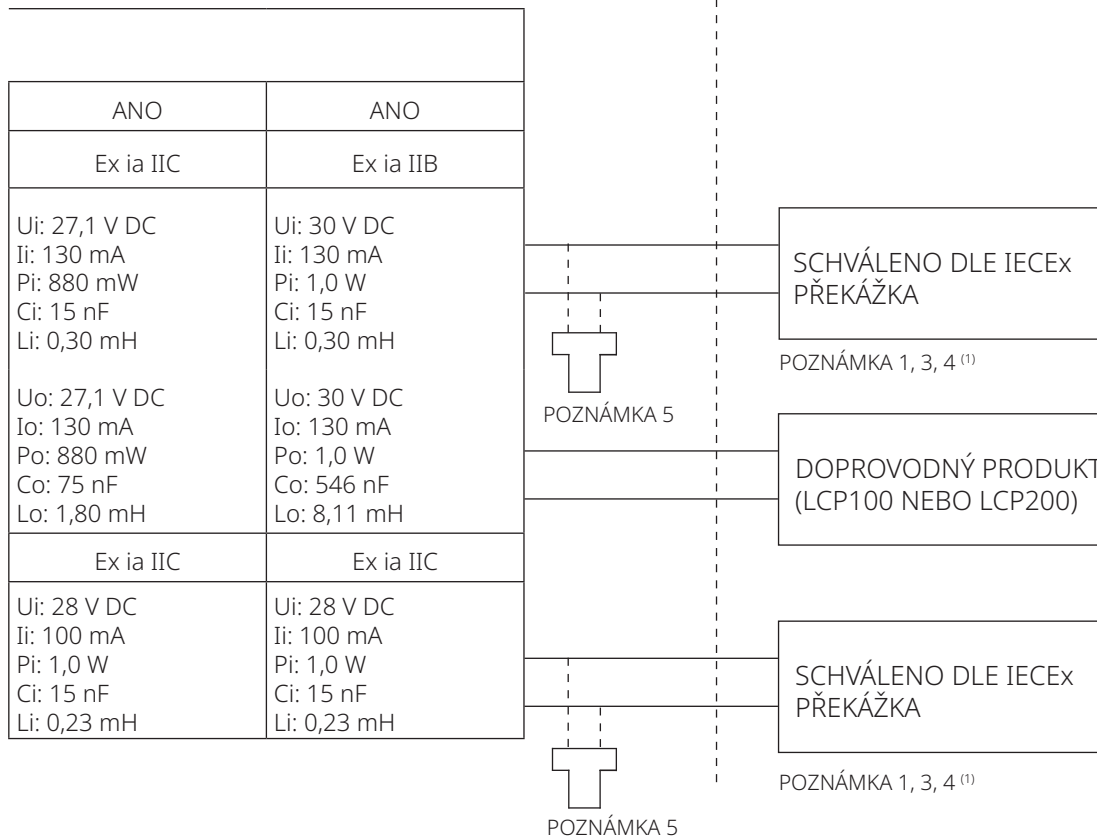 ANO
ANO
Ex ia IIC
Ex ia IIB
Ui: 27,1 V DC
Ii: 130 mA
Pi: 880 mW
Ci: 15 nF
Li: 0,30 mH
Uo: 27,1 V DC
Io: 130 mA
Po: 880 mW
Co: 75 nF
Lo: 1,80 mH
Ui: 30 V DC
Ii: 130 mA
Pi: 1,0 W
Ci: 15 nF
Li: 0,30 mH
Uo: 30 V DC
Io: 130 mA
Po: 1,0 W
Co: 546 nF
Lo: 8,11 mH
Ex ia IIC
Ex ia IIC
Ui: 28 V DC
Ii: 100 mA
Pi: 1,0 W
Ci: 15 nF
Li: 0,23 mH
Ui: 28 V DC
Ii: 100 mA
Pi: 1,0 W
Ci: 15 nF
Li: 0,23 mH
SCHVÁLENO DLE IECEx
PŘEKÁŽKA
POZNÁMKA 1, 3, 4 (1)
POZNÁMKA 5
DOPROVODNÝ PRODUKT
(LCP100 NEBO LCP200)
SCHVÁLENO DLE IECEx
PŘEKÁŽKA
POZNÁMKA 1, 3, 4 (1)
POZNÁMKA 5